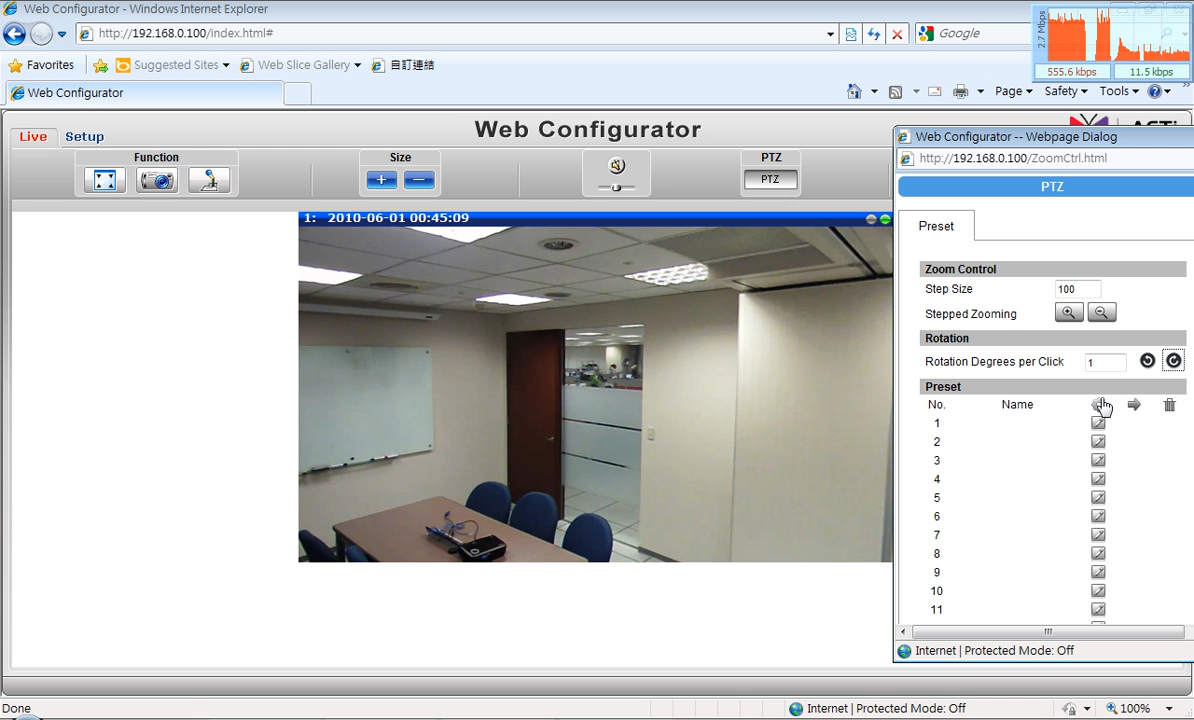 Web Configurator - Windows Internet Explorer
http://192.168.0.100/index.html#
Google
2.7 Mbps
555.6 kbps 11.5 kbps
Favorites Suggested Sites Web Slice Gallery 自訂連結
Web Configurator
Page Safety Tools
Live Setup
Web Configurator
Function Size PTZ
PTZ
1: 2010-06-01 00:45:09
Web Configurator -- Webpage Dialog
http://192.168.0.100/ZoomCtrl.html
PTZ
Preset
Zoom Control
Step Size 100
Stepped Zooming
Rotation
Rotation Degrees per Click 1
Preset
No. Name
1
2
3
4
5
6
7
8
9
10
11
Internet | Protected Mode: Off
Done Internet | Protected Mode: Off 100%